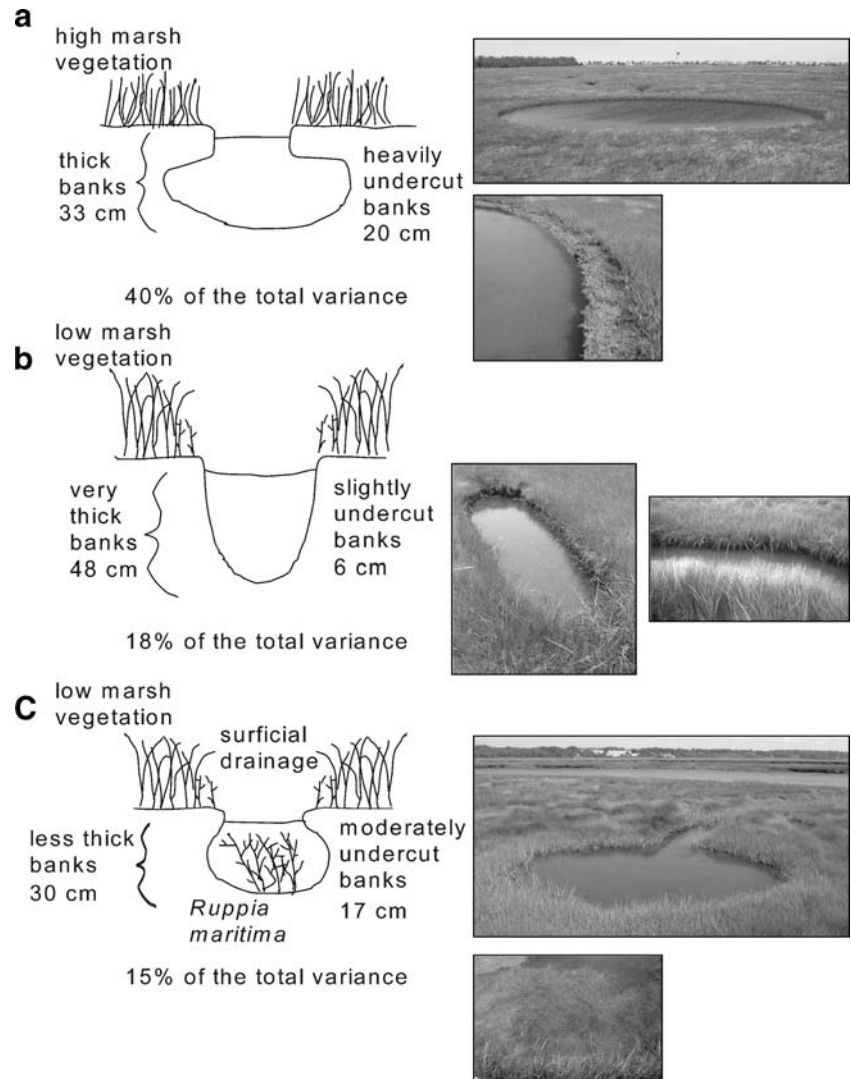 a
high marsh
vegetation
thick
banks
33 cm
heavily
undercut
banks
20 cm
40% of the total variance
b
low marsh
vegetation
very
thick
banks
48 cm
slightly
undercut
banks
6 cm
18% of the total variance
C
low marsh
vegetation
surficial
drainage
less thick
banks
30 cm
moderately
undercut
banks
17 cm
Ruppia
maritima
15% of the total variance